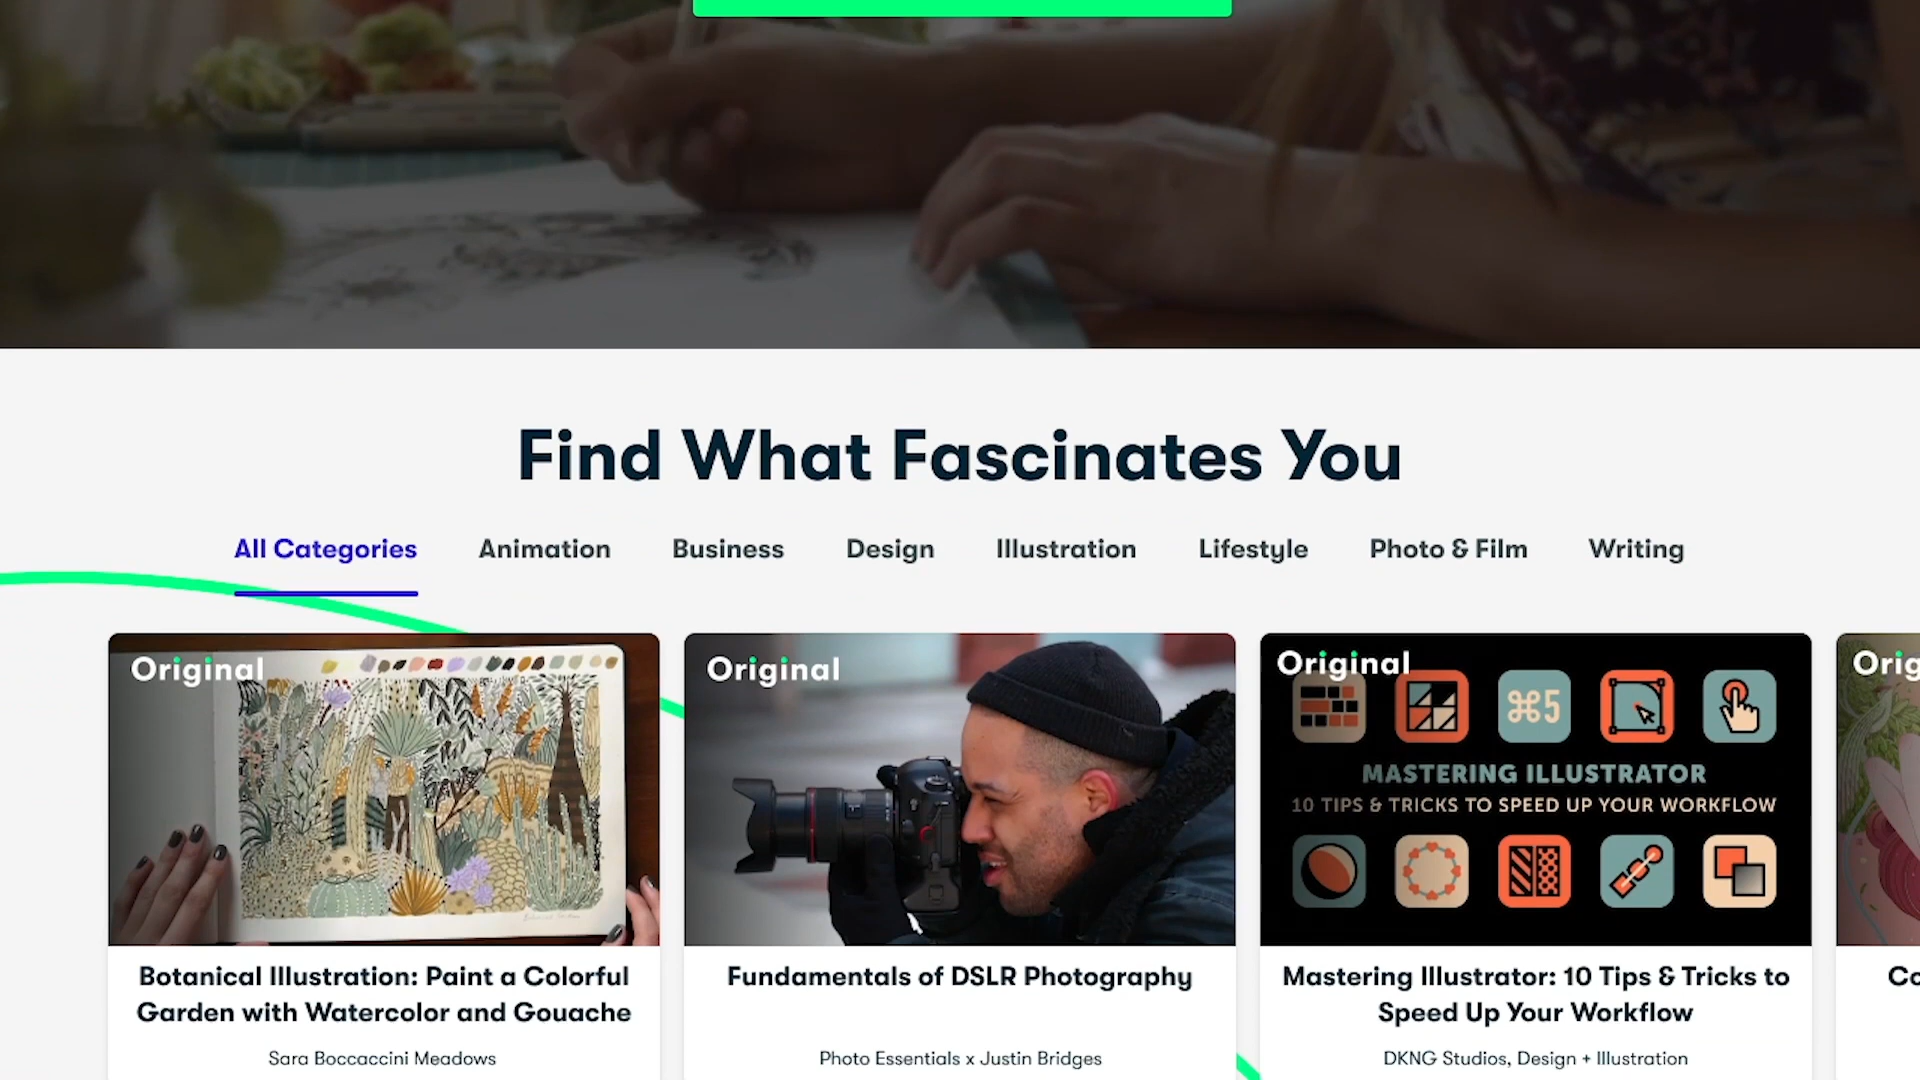 Find What Fascinates You
All Categories
Animation
Business
Design
Illustration
Lifestyle
Photo & Film
Writing
Original
Original
Original
Orig
⌘5
MASTERING ILLUSTRATOR
10 TIPS & TRICKS TO SPEED UP YOUR WORKFLOW
Botanical Illustration: Paint a Colorful
Garden with Watercolor and Gouache
Sara Boccaccini Meadows
Fundamentals of DSLR Photography
Photo Essentials x Justin Bridges
Mastering Illustrator: 10 Tips & Tricks to
Speed Up Your Workflow
DKNG Studios, Design + Illustration
Co